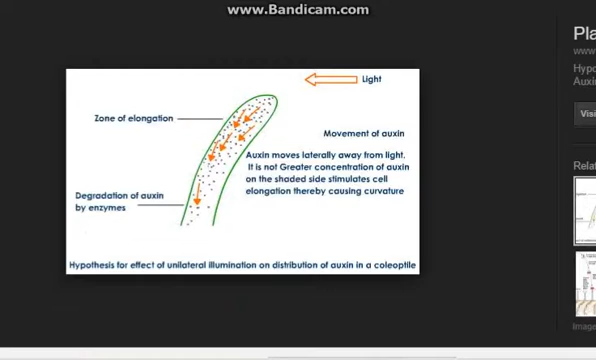 www.Bandicam.com
Pla
www
Light
Hypo
Auxin
Zone of elongation
Visi
Movement of auxin
Auxin moves laterally away from light.
It is not Greater concentration of auxin
on the shaded side stimulates cell
elongation thereby causing curvature
Relat
Degradation of auxin
by enzymes
Hypothesis for effect of unilateral illumination on distribution of auxin in a coleoptile
Image